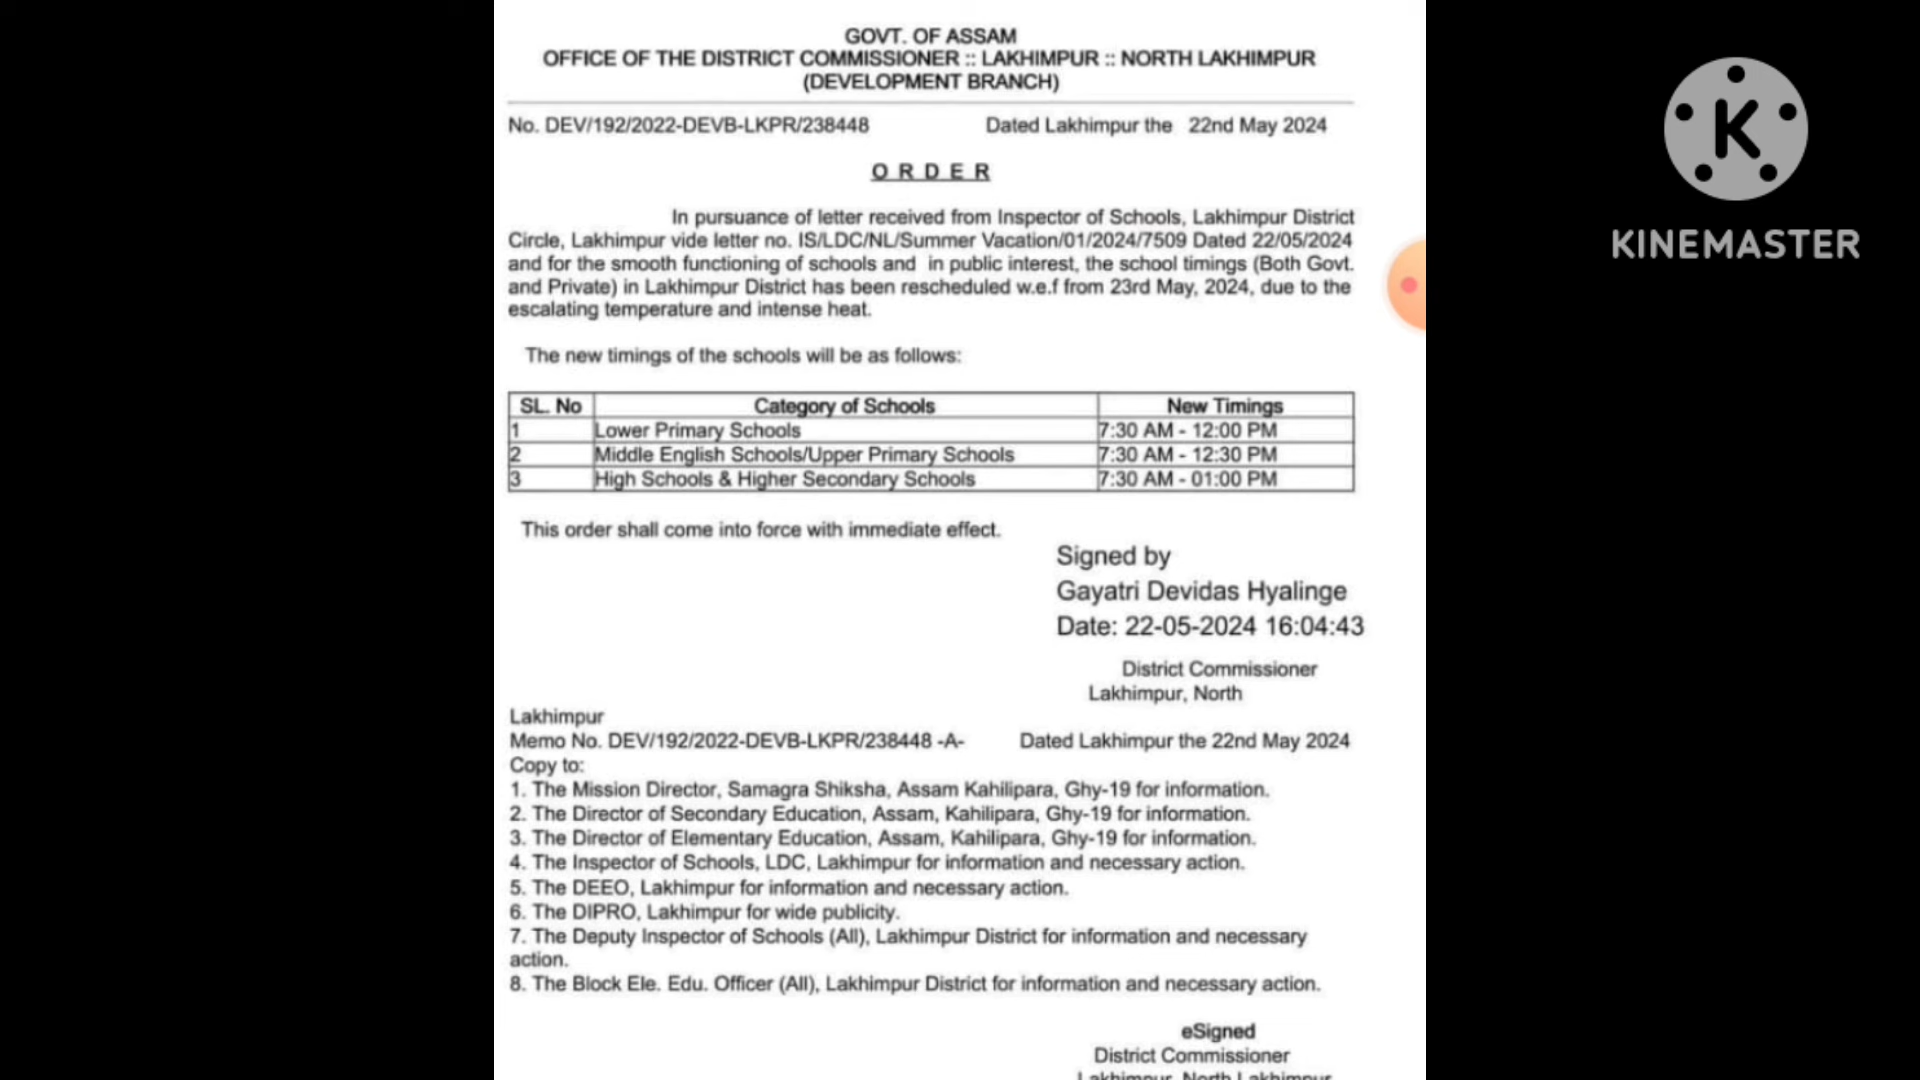 GOVT. OF ASSAM
OFFICE OF THE DISTRICT COMMISSIONER :: LAKHIMPUR :: NORTH LAKHIMPUR
(DEVELOPMENT BRANCH)
No. DEV/192/2022-DEVB-LKPR/238448 Dated Lakhimpur the 22nd May 2024
O R D E R
In pursuance of letter received from Inspector of Schools, Lakhimpur District
Circle, Lakhimpur vide letter no. IS/LDC/NL/Summer Vacation/01/2024/7509 Dated 22/05/2024
and for the smooth functioning of schools and in public interest, the school timings (Both Govt.
and Private) in Lakhimpur District has been rescheduled w.e.f from 23rd May, 2024, due to the
escalating temperature and intense heat.
The new timings of the schools will be as follows:
SL. No Category of Schools New Timings
1 Lower Primary Schools 7:30 AM - 12:00 PM
2 Middle English Schools/Upper Primary Schools 7:30 AM - 12:30 PM
3 High Schools & Higher Secondary Schools 7:30 AM - 01:00 PM
This order shall come into force with immediate effect.
Signed by
Gayatri Devidas Hyalinge
Date: 22-05-2024 16:04:43
District Commissioner
Lakhimpur, North
Lakhimpur
Memo No. DEV/192/2022-DEVB-LKPR/238448 -A- Dated Lakhimpur the 22nd May 2024
Copy to:
1. The Mission Director, Samagra Shiksha, Assam Kahilipara, Ghy-19 for information.
2. The Director of Secondary Education, Assam, Kahilipara, Ghy-19 for information.
3. The Director of Elementary Education, Assam, Kahilipara, Ghy-19 for information.
4. The Inspector of Schools, LDC, Lakhimpur for information and necessary action.
5. The DEEO, Lakhimpur for information and necessary action.
6. The DIPRO, Lakhimpur for wide publicity.
7. The Deputy Inspector of Schools (All), Lakhimpur District for information and necessary
action.
8. The Block Ele. Edu. Officer (All), Lakhimpur District for information and necessary action.
eSigned
District Commissioner
Lakhimpur, North Lakhimpur
K
KINEMASTER